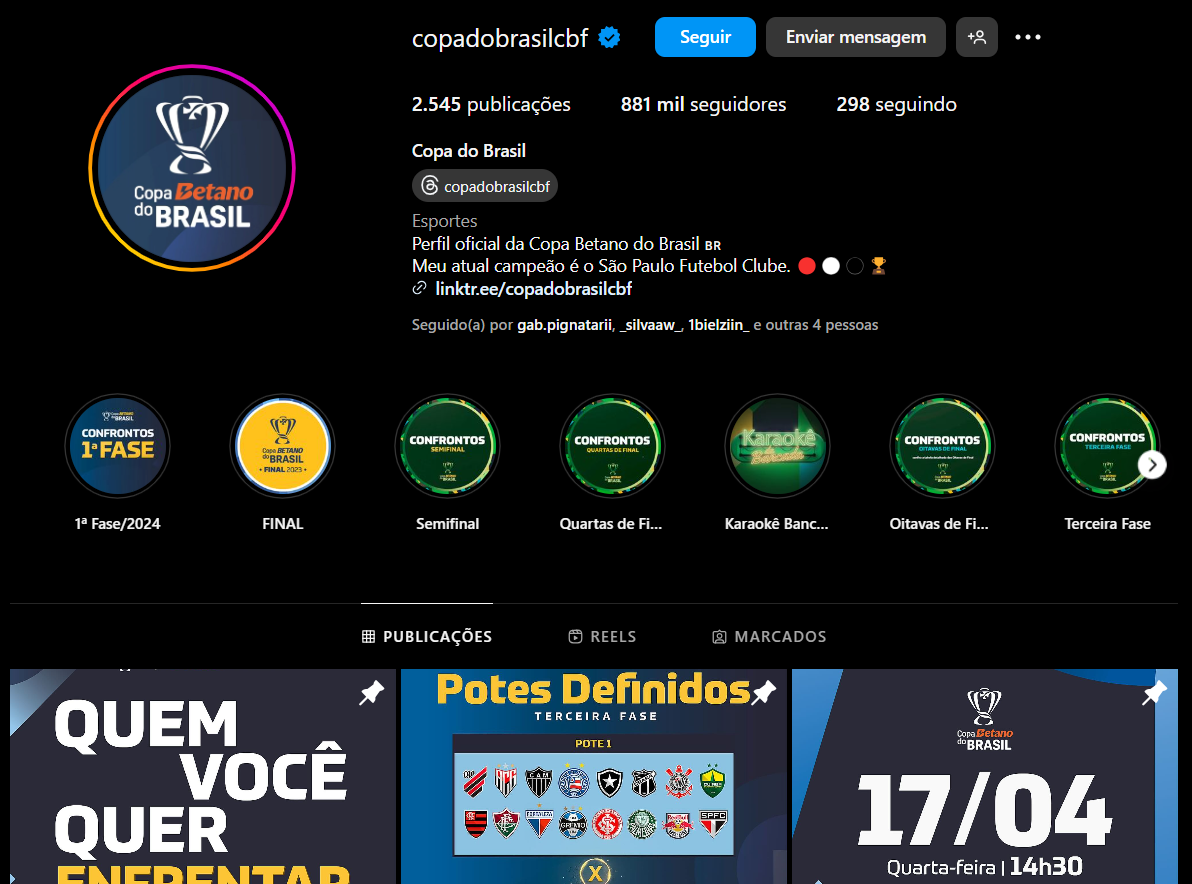 copadobrasilcbf
Seguir
Enviar mensagem
2.545 publicações
881 mil seguidores
298 seguindo
Copa Betano
do BRASIL
Copa do Brasil
copadobrasilcbf
Esportes
Perfil oficial da Copa Betano do Brasil BR
Meu atual campeão é o São Paulo Futebol Clube.
linktr.ee/copadobrasilcbf
Seguido(a) por gab.pignatarii, _silvaaw_, 1bielziin_ e outras 4 pessoas
CONFRONTOS
1ª FASE
Copa BETANO
do BRASIL
• FINAL 2023 •
CONFRONTOS
SEMIFINAL
CONFRONTOS
QUARTAS DE FINAL
Karaokê
CONFRONTOS
OITAVAS DE FINAL
CONFRONTOS
TERCEIRA FASE
1ª Fase/2024
FINAL
Semifinal
Quartas de Fi...
Karaokê Banc...
Oitavas de Fi...
Terceira Fase
PUBLICAÇÕES
REELS
MARCADOS
QUEM
VOCÊ
QUER
ENFRENTAR
Potes Definidos
TERCEIRA FASE
POTE 1
X
Copa Betano
do BRASIL
17/04
Quarta-feira | 14h30